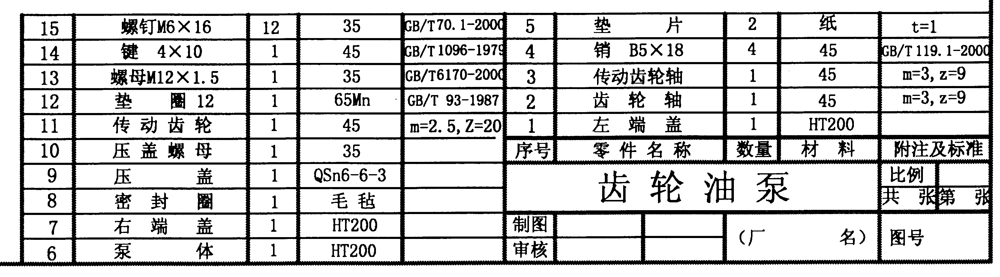 15 螺钉M6×16 12 35 GB/T70.1-2000 5 垫片 2 纸 t=1
14 键 4×10 1 45 GB/T1096-1979 4 销 B5×18 4 45 GB/T119.1-2000
13 螺母M12×1.5 1 35 GB/T6170-2000 3 传动齿轮轴 1 45 m=3, z=9
12 垫圈 12 1 65Mn GB/T 93-1987 2 齿轮轴 1 45 m=3, z=9
11 传动齿轮 1 45 m=2.5, Z=20 1 左端盖 1 HT200
10 压盖螺母 1 35 序号 零件名称 数量 材料 附注及标准
9 压盖 1 QSn6-6-3 齿轮油泵 比例
8 密封圈 1 毛毡 共 张 第 张
7 右端盖 1 HT200 制图 (厂 名) 图号
6 泵体 1 HT200 审核